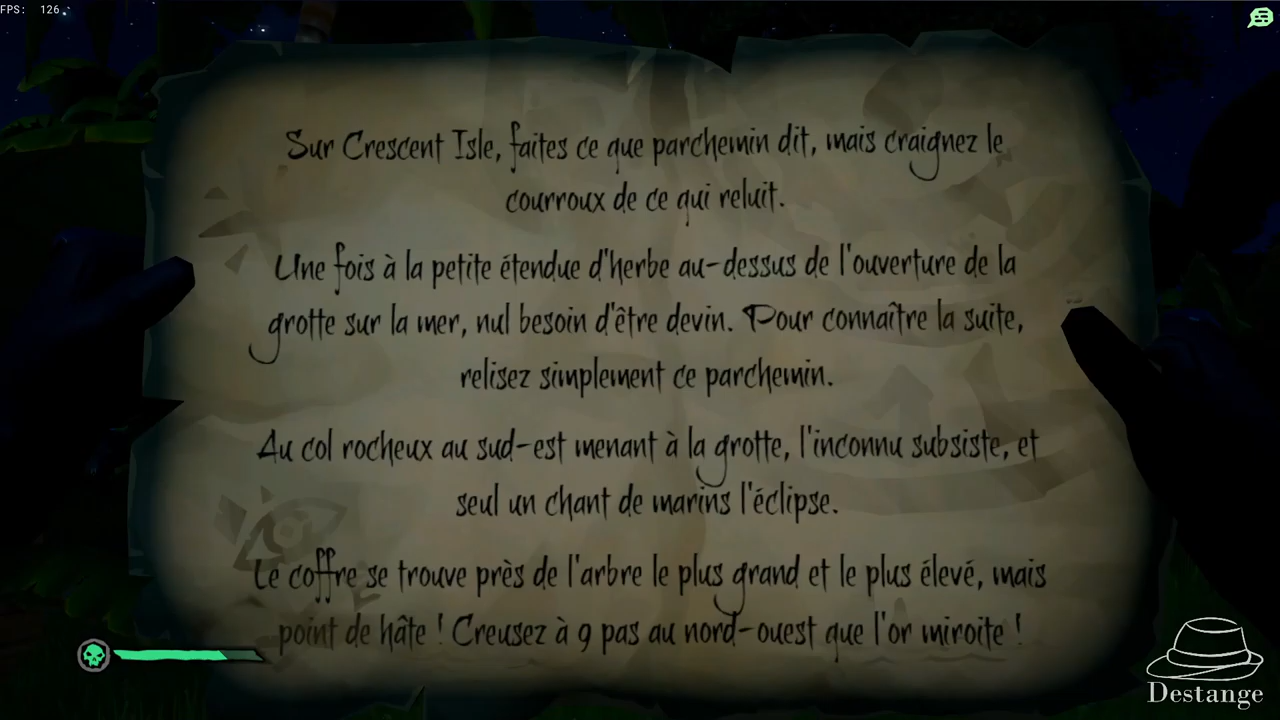 FPS: 126
Sur Crescent Isle, faites ce que parchemin dit, mais craignez le
courroux de ce qui reluit.
Une fois à la petite étendue d'herbe au-dessus de l'ouverture de la
grotte sur la mer, nul besoin d'être devin. Pour connaître la suite,
relisez simplement ce parchemin.
Au col rocheux au sud-est menant à la grotte, l'inconnu subsiste, et
seul un chant de marins l'éclipse.
Le coffre se trouve près de l'arbre le plus grand et le plus élevé, mais
point de hâte ! Creusez à 9 pas au nord-ouest que l'or miroite !
Destange